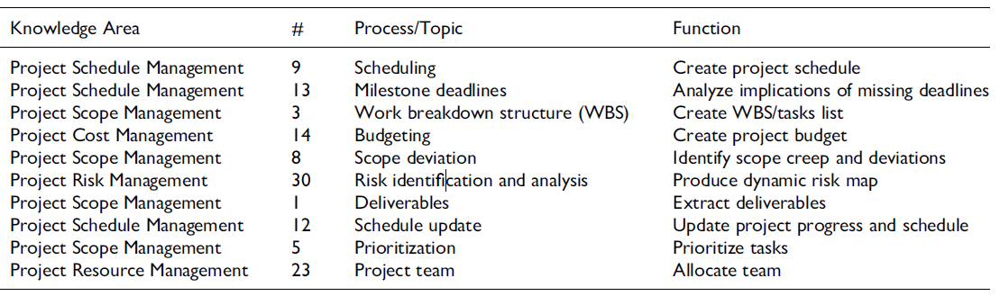 Knowledge Area # Process/Topic Function
Project Schedule Management 9 Scheduling Create project schedule
Project Schedule Management 13 Milestone deadlines Analyze implications of missing deadlines
Project Scope Management 3 Work breakdown structure (WBS) Create WBS/tasks list
Project Cost Management 14 Budgeting Create project budget
Project Scope Management 8 Scope deviation Identify scope creep and deviations
Project Risk Management 30 Risk identification and analysis Produce dynamic risk map
Project Scope Management 1 Deliverables Extract deliverables
Project Schedule Management 12 Schedule update Update project progress and schedule
Project Scope Management 5 Prioritization Prioritize tasks
Project Resource Management 23 Project team Allocate team